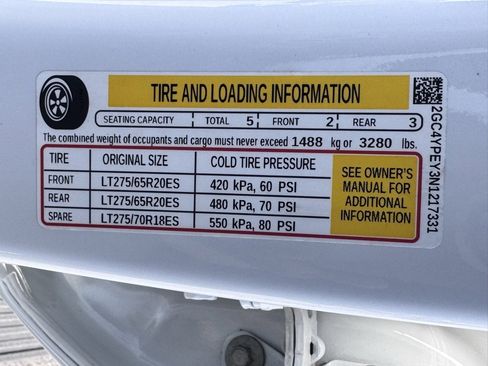 TIRE AND LOADING INFORMATION
SEATING CAPACITY TOTAL 5 FRONT 2 REAR 3
The combined weight of occupants and cargo must never exceed 1488 kg or 3280 lbs.
TIRE ORIGINAL SIZE COLD TIRE PRESSURE
FRONT LT275/65R20ES 420 kPa, 60 PSI
REAR LT275/65R20ES 480 kPa, 70 PSI
SPARE LT275/70R18ES 550 kPa, 80 PSI
SEE OWNER'S
MANUAL FOR
ADDITIONAL
INFORMATION
2GC4YPEY3N1217331